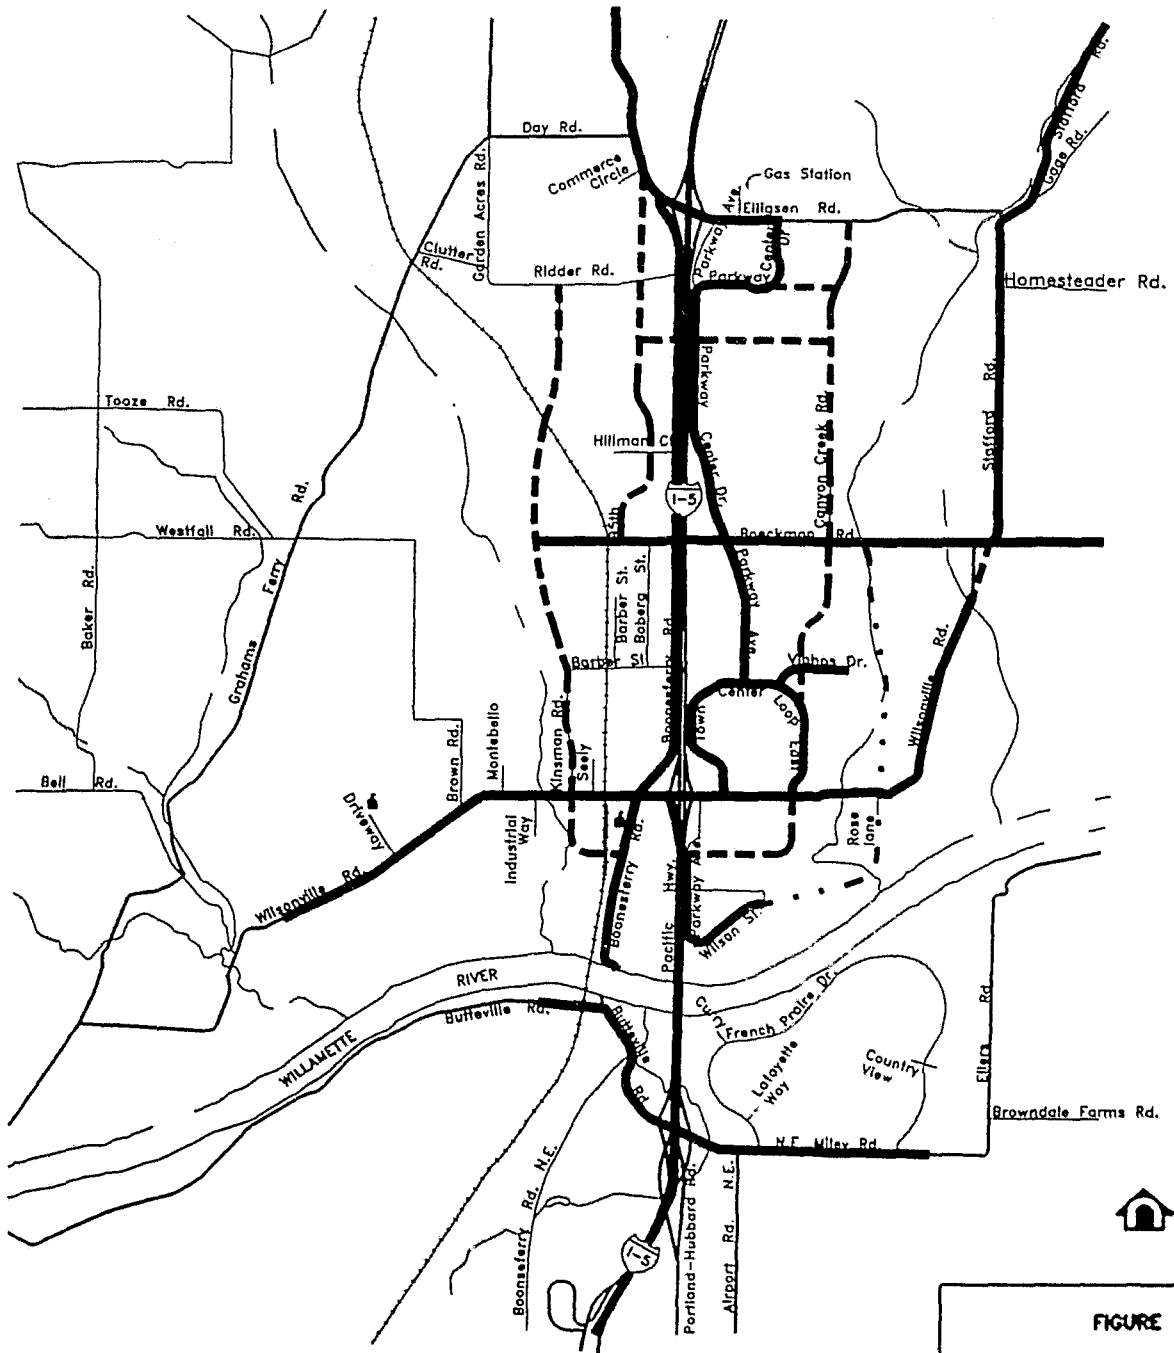 Stafford Rd.
Day Rd.
Gage Rd.
Commerce
Circle
Gas Station
Garden Acres Rd.
Parkway Ave
Elligsen Rd.
Clutter
Rd.
Ridder Rd.
Parkway
Center Dr
Homesteader Rd.
Parkway
Center Dr.
Tooze Rd.
Stafford Rd.
Hillman Ct
Canyon Creek Rd.
I-5
95th
Westfall Rd.
Boeckman Rd.
Baker Rd.
Grahams Ferry Rd.
Barber St.
Boberg St.
Parkway Ave.
Wilsonville Rd.
Barber St.
Boonesferry Rd.
Vlahos Dr.
Town Center Loop East
Kinsman Rd.
Seely
Montebello
Brown Rd.
Bell Rd.
Driveway
Industrial
Way
Rose
lane
Wilsonville Rd.
Boonesferry Rd.
Pacific Hwy.
Parkway Ave.
Wilson St.
WILLAMETTE RIVER
Butteville Rd.
Butteville Rd.
Curry
French Praire Dr.
Lafayette
Way
Country
View
Eilers Rd
Browndale Farms Rd.
N.E. Miley Rd.
Boonseferry Rd. N.E.
Portland-Hubbard Rd.
Airport Rd. N.E.
I-5
FIGURE